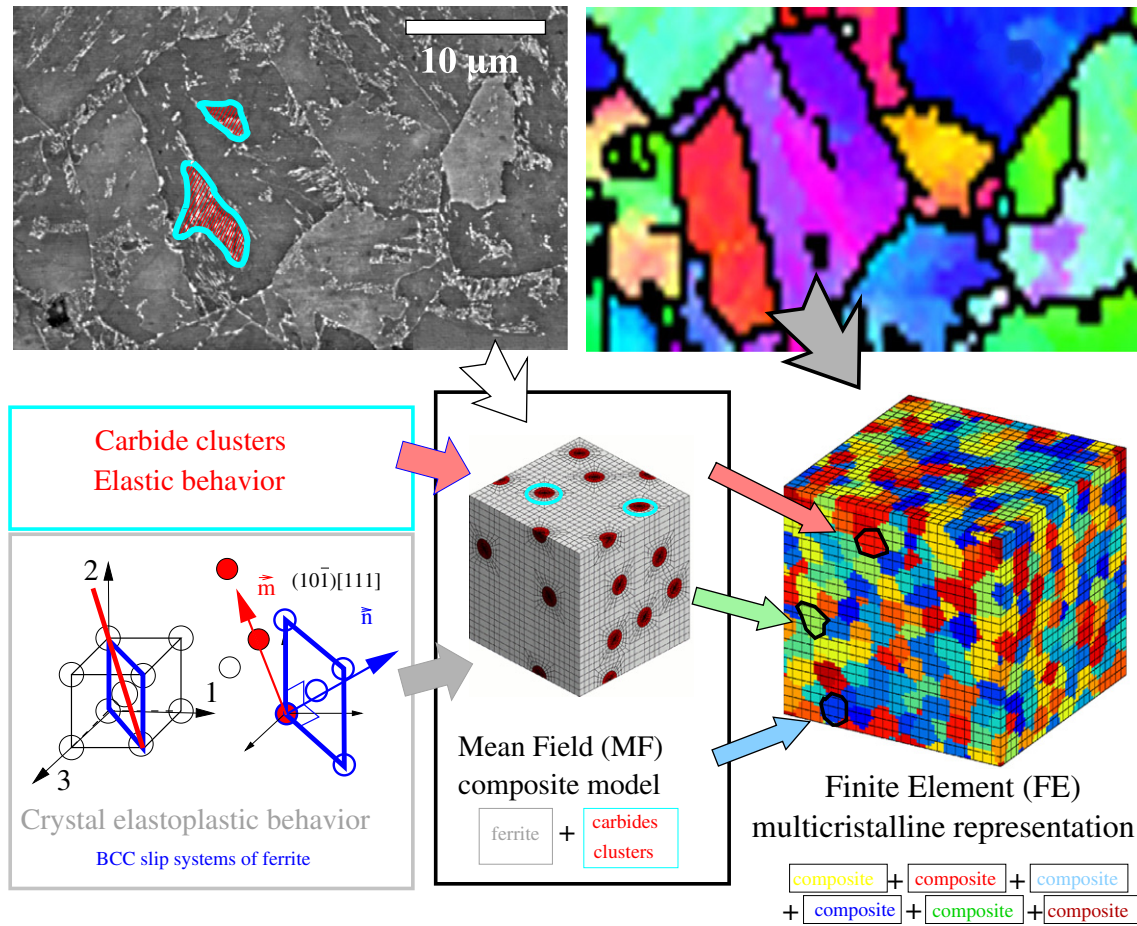 10 µm
Carbide clusters
Elastic behavior
2
1
3
m⃗
(101̄)[111]
n⃗
Crystal elastoplastic behavior
BCC slip systems of ferrite
Mean Field (MF)
composite model
ferrite + carbides
clusters
Finite Element (FE)
multicristalline representation
composite + composite + composite
+ composite + composite + composite